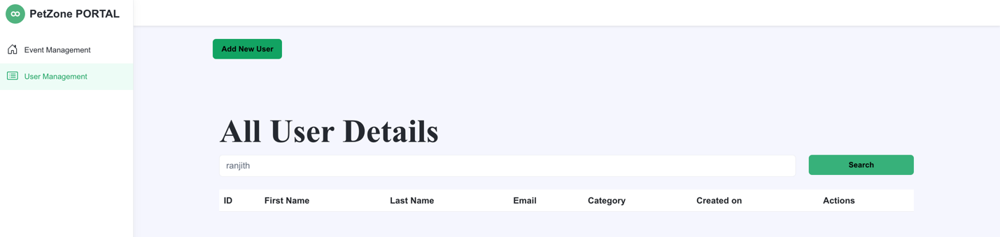 PetZone PORTAL
Event Management
User Management
Add New User
All User Details
ranjith
Search
ID First Name Last Name Email Category Created on Actions